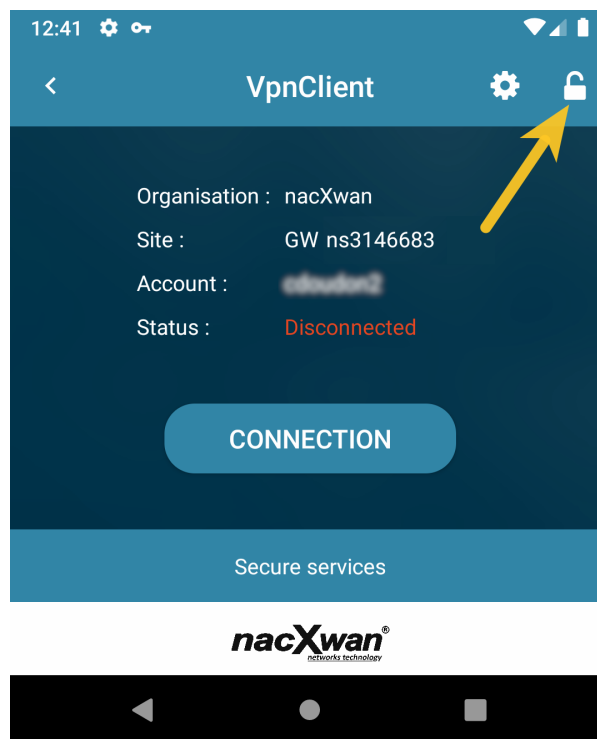 12:41
VpnClient
Organisation : nacXwan
Site : GW ns3146683
Account :
Status : Disconnected
CONNECTION
Secure services
nacXwan®
networks technology